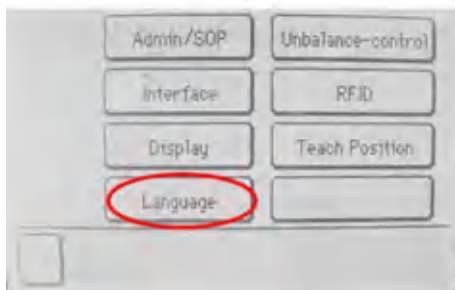 Admin/SOP
Unbalance-control
Interface
RFID
Display
Teach Position
Language